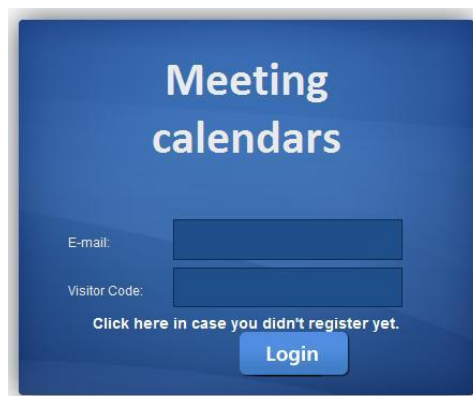 Meeting
calendars
E-mail:
Visitor Code:
Click here in case you didn't register yet.
Login